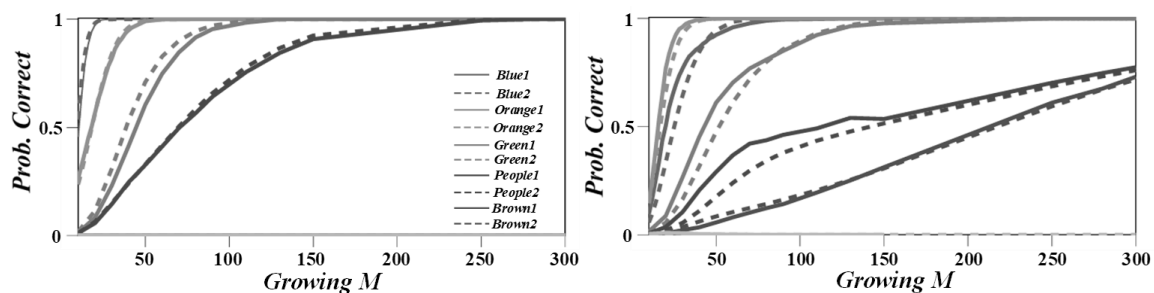 1
0.5
0
Prob. Correct
50
100
150
200
250
300
Growing M
Blue1
Blue2
Orange1
Orange2
Green1
Green2
People1
People2
Brown1
Brown2
1
0.5
0
Prob. Correct
50
100
150
200
250
300
Growing M